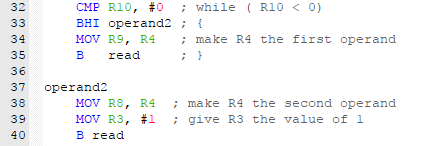 32 CMP R10, #0 ; while ( R10 < 0)
33 BHI operand2 ; {
34 MOV R9, R4 ; make R4 the first operand
35 B read ; }
36
37 operand2
38 MOV R8, R4 ; make R4 the second operand
39 MOV R3, #1 ; give R3 the value of 1
40 B read